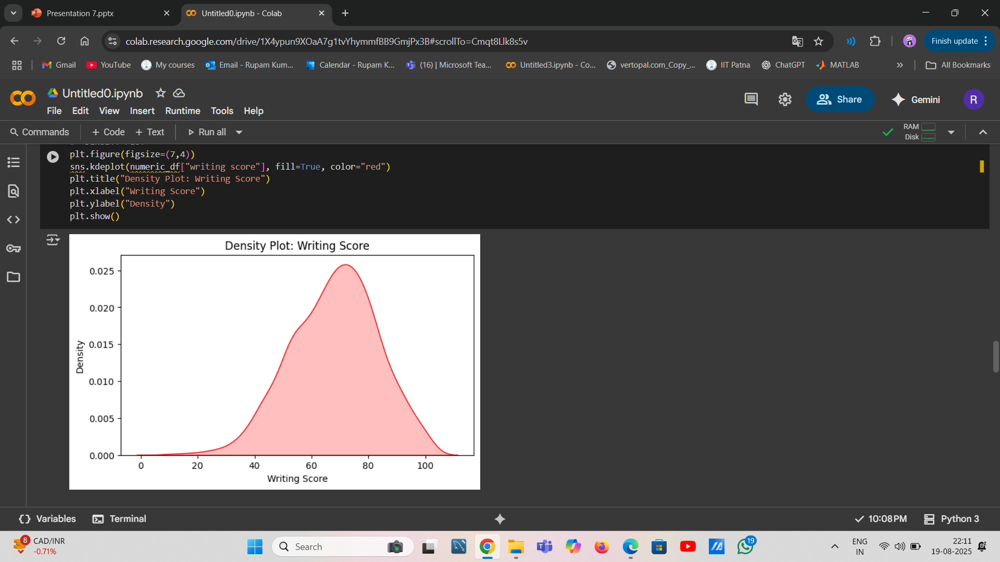 Presentation 7.pptx
Untitled0.ipynb - Colab
colab.research.google.com/drive/1X4ypun9XOaA7g1tvYhymmfBB9GmjPx3B#scrollTo=Cmqt8Llk8s5v
Finish update
Gmail
YouTube
My courses
Email - Rupam Kum...
Calendar - Rupam K...
(16) | Microsoft Tea...
Untitled3.ipynb - Co...
vertopal.com_Copy_...
IIT Patna
ChatGPT
MATLAB
All Bookmarks
Untitled0.ipynb
File Edit View Insert Runtime Tools Help
Share
Gemini
R
Commands
+ Code + Text
Run all
RAM
Disk
plt.figure(figsize=(7,4))
sns.kdeplot(numeric_df["writing score"], fill=True, color="red")
plt.title("Density Plot: Writing Score")
plt.xlabel("Writing Score")
plt.ylabel("Density")
plt.show()
Density Plot: Writing Score
0.025
0.020
0.015
0.010
0.005
0.000
Density
0 20 40 60 80 100
Writing Score
Variables
Terminal
10:08 PM
Python 3
8
CAD/INR
-0.71%
Search
19
ENG
IN
22:11
19-08-2025